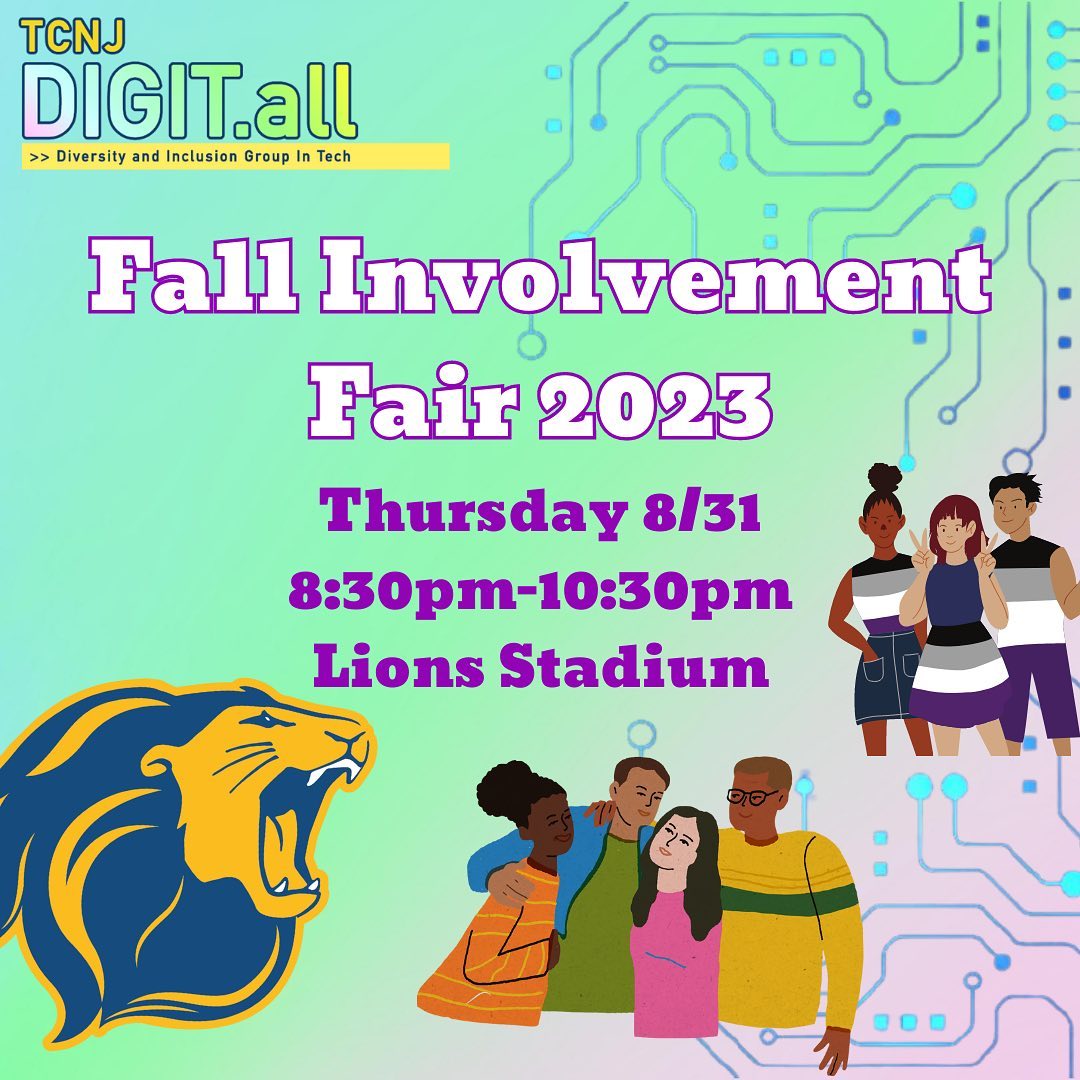 TCNJ
DIGIT.all
>> Diversity and Inclusion Group In Tech
Fall Involvement
Fair 2023
Thursday 8/31
8:30pm-10:30pm
Lions Stadium